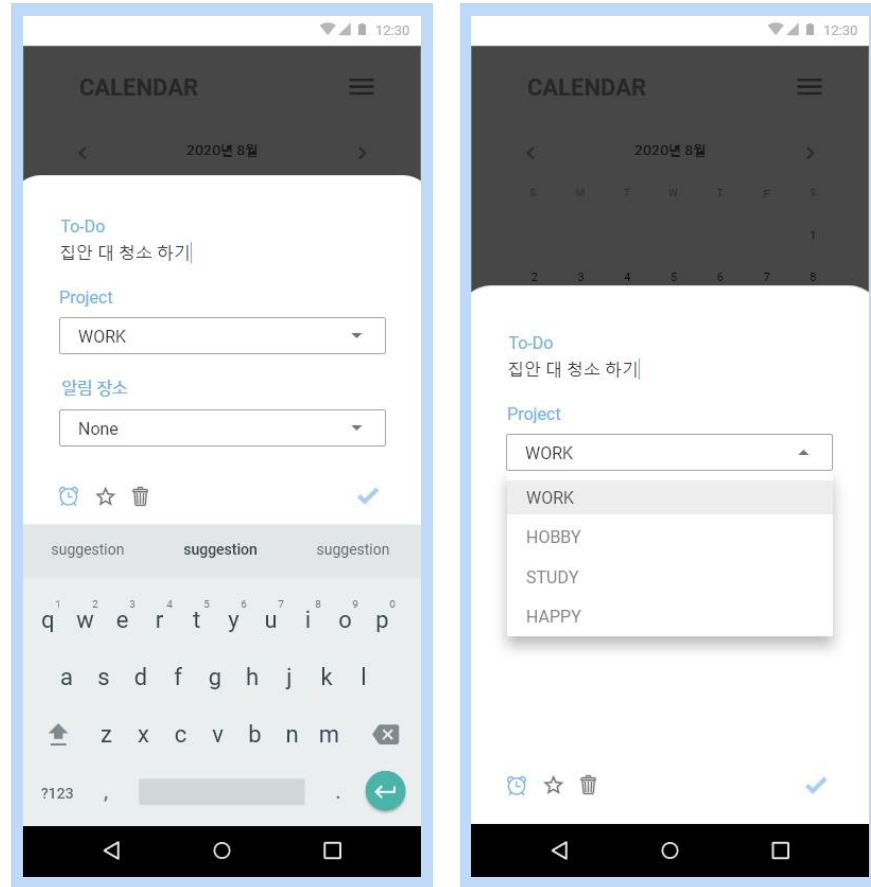 12:30
CALENDAR
2020년 8월
To-Do
집안 대 청소 하기
Project
WORK
알림 장소
None
suggestion suggestion suggestion
1 2 3 4 5 6 7 8 9 0
q w e r t y u i o p
a s d f g h j k l
z x c v b n m
?123 , .
12:30
CALENDAR
2020년 8월
S M T W T F S
1
2 3 4 5 6 7 8
To-Do
집안 대 청소 하기
Project
WORK
WORK
HOBBY
STUDY
HAPPY